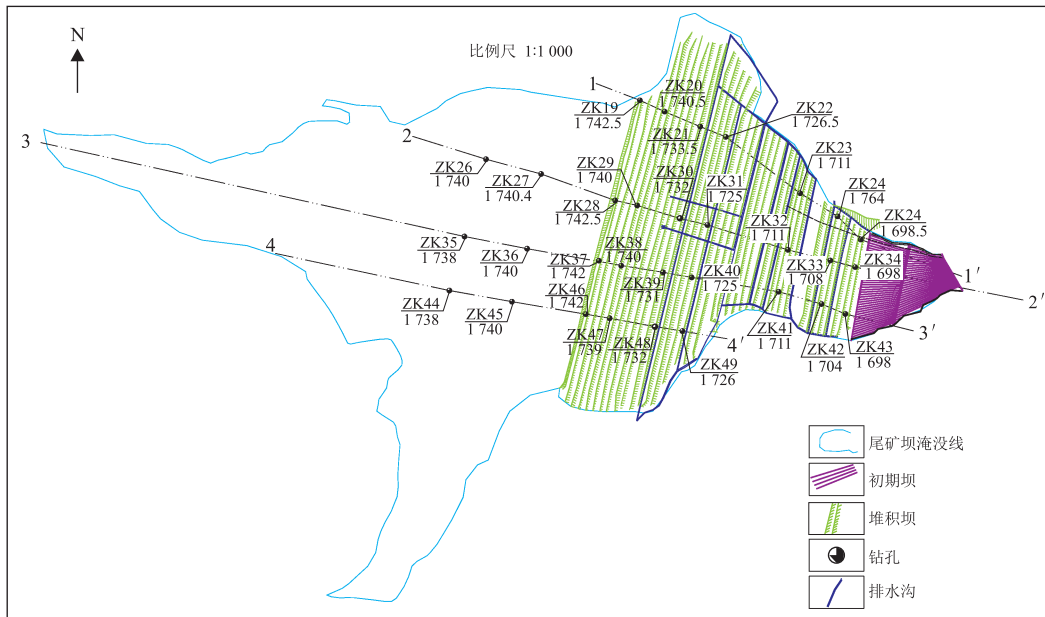 N
比例尺 1:1 000
1
ZK19
1 742.5
ZK20
1 740.5
ZK21
1 733.5
ZK22
1 726.5
ZK23
1 711
ZK24
1 764
ZK24
1 698.5
1′
2
ZK26
1 740
ZK27
1 740.4
ZK28
1 742.5
ZK29
1 740
ZK30
1 732
ZK31
1 725
ZK32
1 711
ZK33
1 708
ZK34
1 698
2′
3
ZK35
1 738
ZK36
1 740
ZK37
1 742
ZK38
1 740
ZK39
1 731
ZK40
1 725
ZK41
1 711
ZK42
1 704
ZK43
1 698
3′
4
ZK44
1 738
ZK45
1 740
ZK46
1 742
ZK47
1 739
ZK48
1 732
ZK49
1 726
4′
尾矿坝淹没线
初期坝
堆积坝
钻孔
排水沟